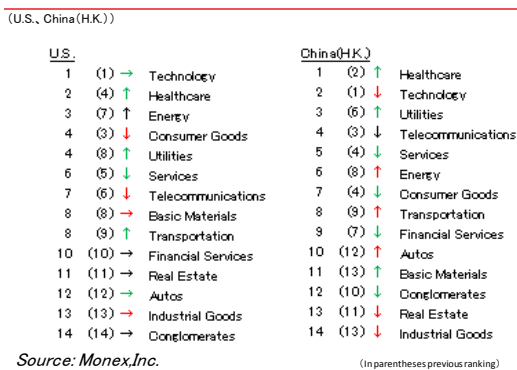 （U.S.、China（H.K.））
U.S.
1 (1) → Technology
2 (4) ↑ Healthcare
3 (7) ↑ Energy
4 (3) ↓ Consumer Goods
4 (8) ↑ Utilities
6 (5) ↓ Services
7 (6) ↓ Telecommunications
8 (8) → Basic Materials
8 (9) ↑ Transportation
10 (10) → Financial Services
11 (11) → Real Estate
12 (12) → Autos
13 (13) → Industrial Goods
14 (14) → Conglomerates
China(H.K.)
1 (2) ↑ Healthcare
2 (1) ↓ Technology
3 (6) ↑ Utilities
4 (3) ↓ Telecommunications
5 (4) ↓ Services
6 (8) ↑ Energy
7 (4) ↓ Consumer Goods
8 (9) ↑ Transportation
9 (7) ↓ Financial Services
10 (12) ↑ Autos
11 (13) ↑ Basic Materials
12 (10) ↓ Conglomerates
13 (11) ↓ Real Estate
14 (13) ↓ Industrial Goods
Source: Monex,Inc.
（In parentheses previous ranking）